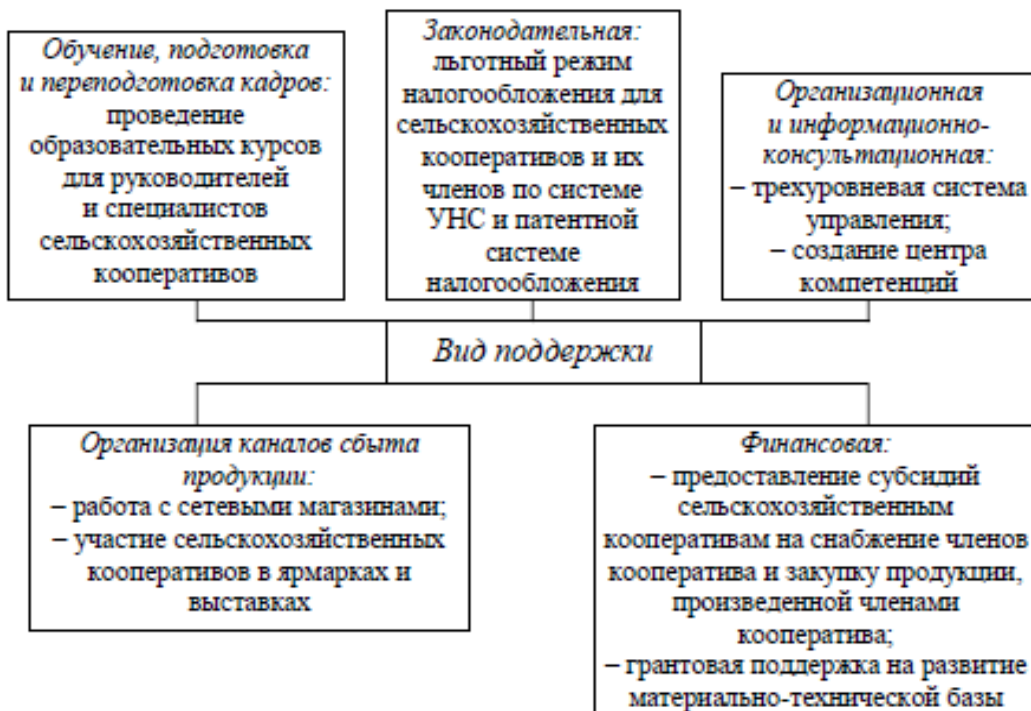 Обучение, подготовка
и переподготовка кадров:
проведение
образовательных курсов
для руководителей
и специалистов
сельскохозяйственных
кооперативов
Законодательная:
льготный режим
налогообложения для
сельскохозяйственных
кооперативов и их
членов по системе
УНС и патентной
системе
налогообложения
Организационная
и информационно-
консультационная:
– трехуровневая система
управления;
– создание центра
компетенций
Вид поддержки
Организация каналов сбыта
продукции:
– работа с сетевыми магазинами;
– участие сельскохозяйственных
кооперативов в ярмарках и
выставках
Финансовая:
– предоставление субсидий
сельскохозяйственным
кооперативам на снабжение членов
кооператива и закупку продукции,
произведенной членами
кооператива;
– грантовая поддержка на развитие
материально-технической базы